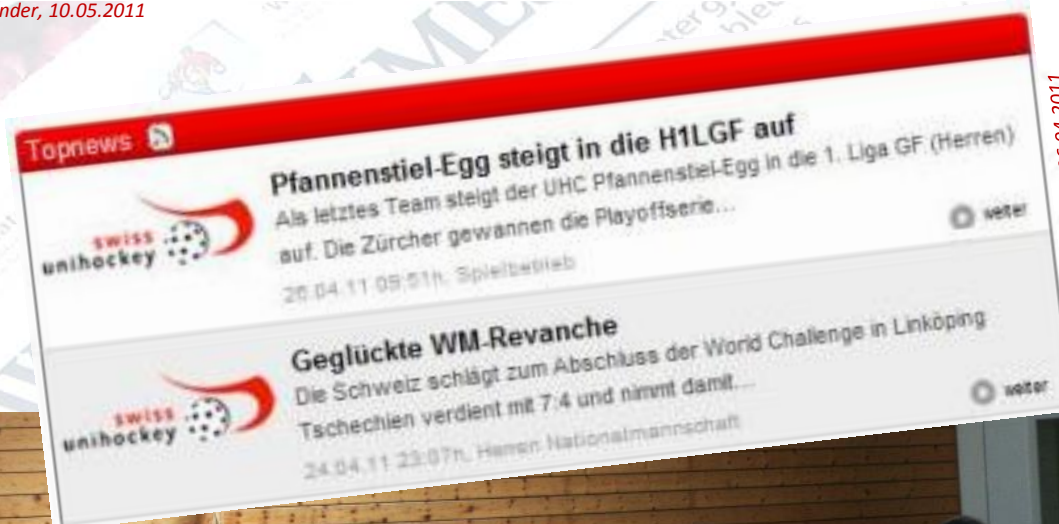 nder, 10.05.2011
Topnews
Pfannenstiel-Egg steigt in die H1LGF auf
Als letztes Team steigt der UHC Pfannenstiel-Egg in die 1. Liga GF (Herren)
auf. Die Zürcher gewannen die Playoffserie...
weiter
26.04.11 09:51h, Spielbetrieb
swiss
unihockey
Geglückte WM-Revanche
Die Schweiz schlägt zum Abschluss der World Challenge in Linköping
Tschechien verdient mit 7:4 und nimmt damit...
weiter
24.04.11 23:07h, Herren Nationalmannschaft
swiss
unihockey
.04.2011